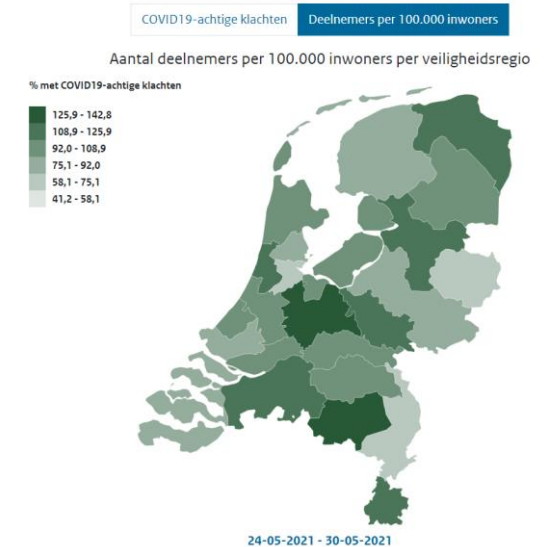 COVID19-achtige klachten
Deelnemers per 100.000 inwoners
Aantal deelnemers per 100.000 inwoners per veiligheidsregio
% met COVID19-achtige klachten
125,9 - 142,8
108,9 - 125,9
92,0 - 108,9
75,1 - 92,0
58,1 - 75,1
41,2 - 58,1
24-05-2021 - 30-05-2021